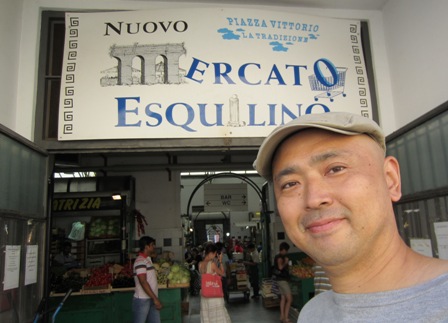 NUOVO
PIAZZA VITTORIO
LA TRADIZIONE
MERCATO
ESQUILINO